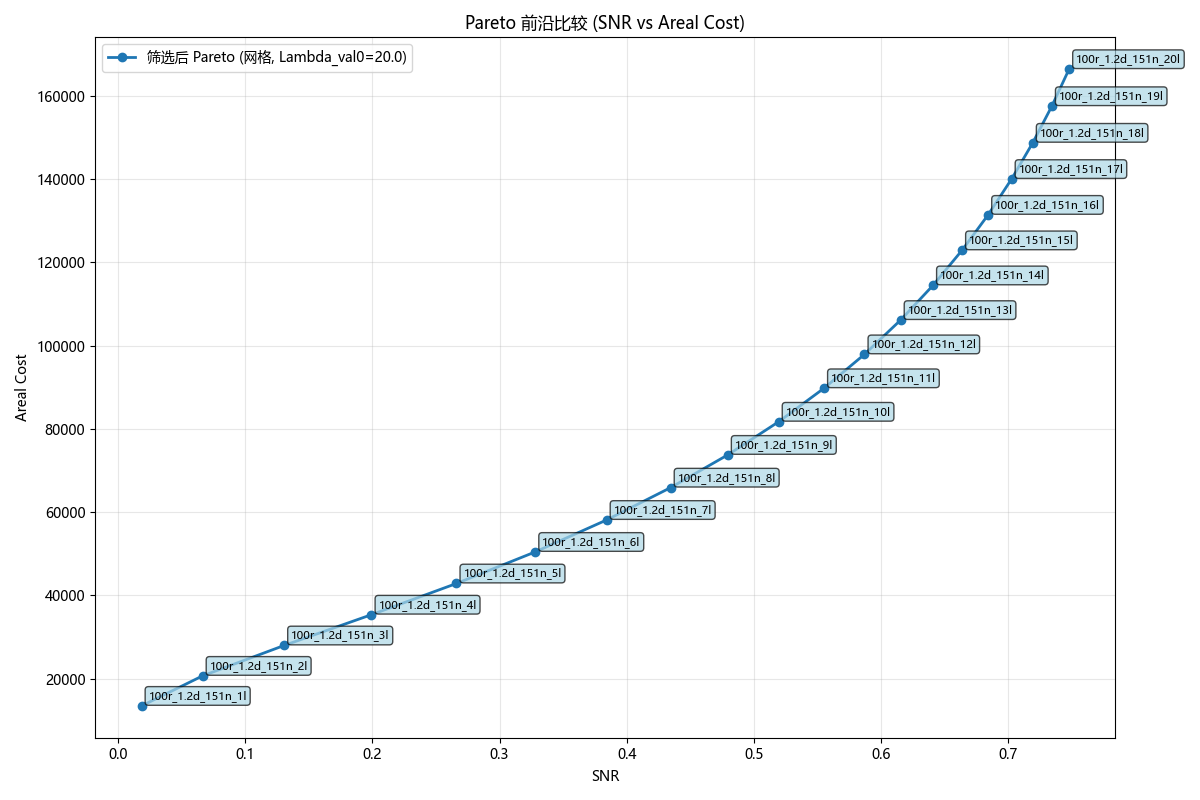 Pareto 前沿比较 (SNR vs Areal Cost)
筛选后 Pareto (网格, Lambda_val0=20.0)
100r_1.2d_151n_20l
100r_1.2d_151n_19l
160000
100r_1.2d_151n_18l
100r_1.2d_151n_17l
140000
100r_1.2d_151n_16l
100r_1.2d_151n_15l
120000
100r_1.2d_151n_14l
100r_1.2d_151n_13l
100000
100r_1.2d_151n_12l
100r_1.2d_151n_11l
Areal Cost
100r_1.2d_151n_10l
80000
100r_1.2d_151n_9l
100r_1.2d_151n_8l
60000
100r_1.2d_151n_7l
100r_1.2d_151n_6l
100r_1.2d_151n_5l
40000
100r_1.2d_151n_4l
100r_1.2d_151n_3l
100r_1.2d_151n_2l
20000
100r_1.2d_151n_1l
0.0 0.1 0.2 0.3 0.4 0.5 0.6 0.7
SNR